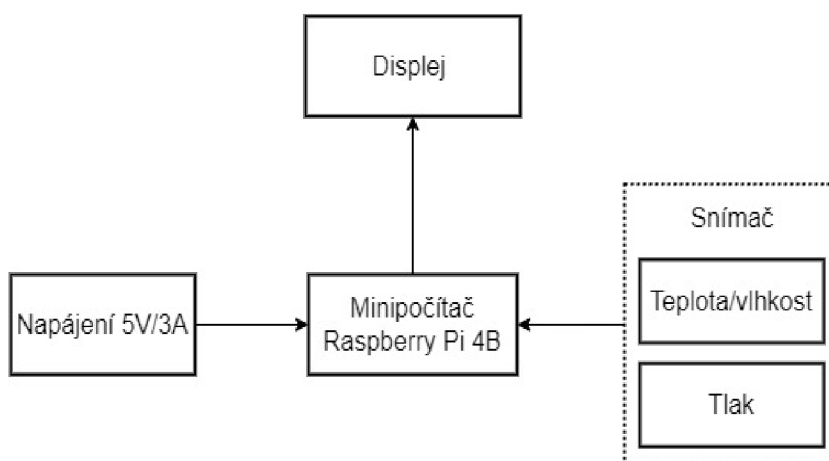 Displej
Snímač
Napájení 5V/3A
Minipočítač
Raspberry Pi 4B
Teplota/vlhkost
Tlak